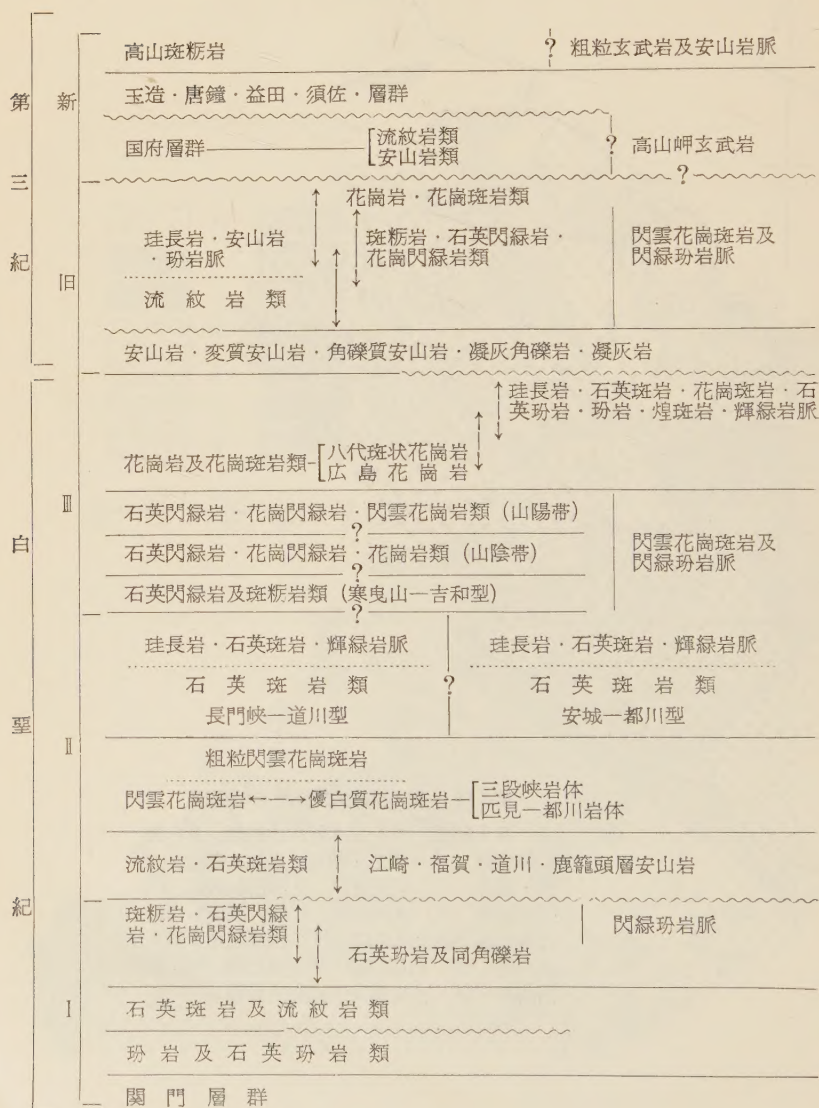 第三紀
新
高山斑粝岩
? 粗粒玄武岩及安山岩脈
玉造・唐鐘・益田・須佐・層群
国府層群
流紋岩類
安山岩類
? 高山岬玄武岩
?
旧
花崗岩・花崗斑岩類
珪長岩・安山岩
・玢岩脈
斑粝岩・石英閃緑岩・
花崗閃緑岩類
閃雲花崗斑岩及
閃緑玢岩脈
流紋岩類
安山岩・変質安山岩・角礫質安山岩・凝灰角礫岩・凝灰岩
白堊紀
III
珪長岩・石英斑岩・花崗斑岩・石
英玢岩・玢岩・煌斑岩・輝緑岩脈
花崗岩及花崗斑岩類
八代斑状花崗岩
広島花崗岩
石英閃緑岩・花崗閃緑岩・閃雲花崗岩類(山陽帯)
?
石英閃緑岩・花崗閃緑岩・花崗岩類(山陰帯)
?
石英閃緑岩及斑粝岩類(寒曳山—吉和型)
?
閃雲花崗斑岩及
閃緑玢岩脈
II
珪長岩・石英斑岩・輝緑岩脈
石英斑岩類
長門峡—道川型
?
珪長岩・石英斑岩・輝緑岩脈
石英斑岩類
安城—都川型
粗粒閃雲花崗斑岩
閃雲花崗斑岩←—→優白質花崗斑岩
三段峡岩体
匹見—都川岩体
流紋岩・石英斑岩類
江崎・福賀・道川・鹿籠頭層安山岩
I
斑粝岩・石英閃緑
岩・花崗閃緑岩類
石英玢岩及同角礫岩
閃緑玢岩脈
石英斑岩及流紋岩類
玢岩及石英玢岩類
関門層群